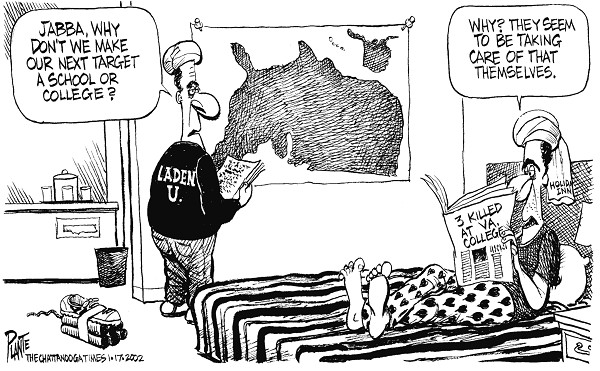 JABBA, WHY
DON'T WE MAKE
OUR NEXT TARGET
A SCHOOL OR
COLLEGE?
WHY? THEY SEEM
TO BE TAKING
CARE OF THAT
THEMSELVES.
LADEN
U.
HOLIDAY
INN
3 KILLED
AT VA.
COLLEGE
PLANTE
THE CHATTANOOGA TIMES 1·17·2002